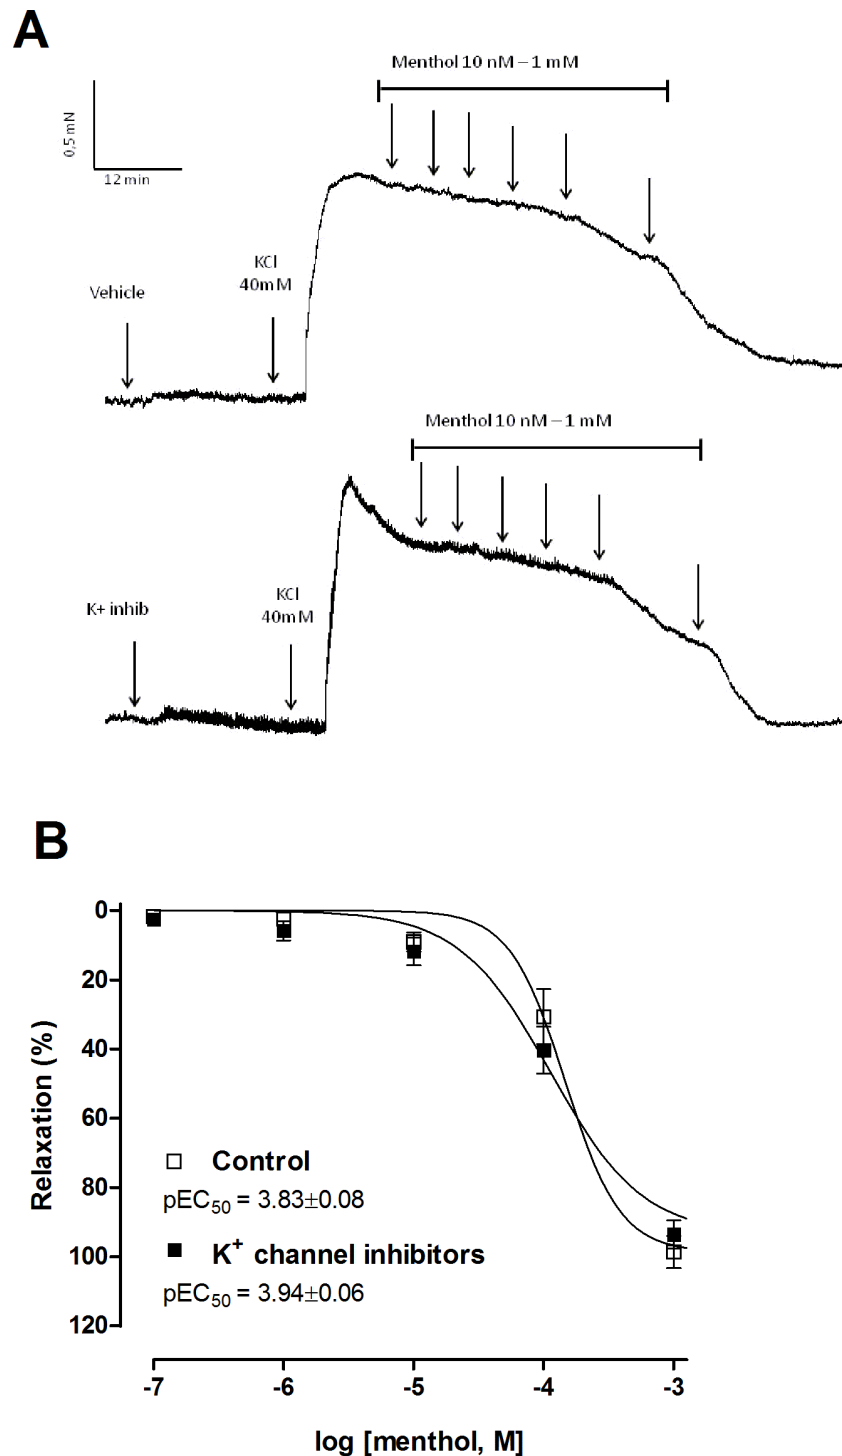 A
Menthol 10 nM – 1 mM
0,5 mN
12 min
KCl
40mM
Vehicle
Menthol 10 nM – 1 mM
KCl
40mM
K+ inhib
B
0
20
40
60
80
100
120
Relaxation (%)
Control
pEC50 = 3.83±0.08
K+ channel inhibitors
pEC50 = 3.94±0.06
-7 -6 -5 -4 -3
log [menthol, M]